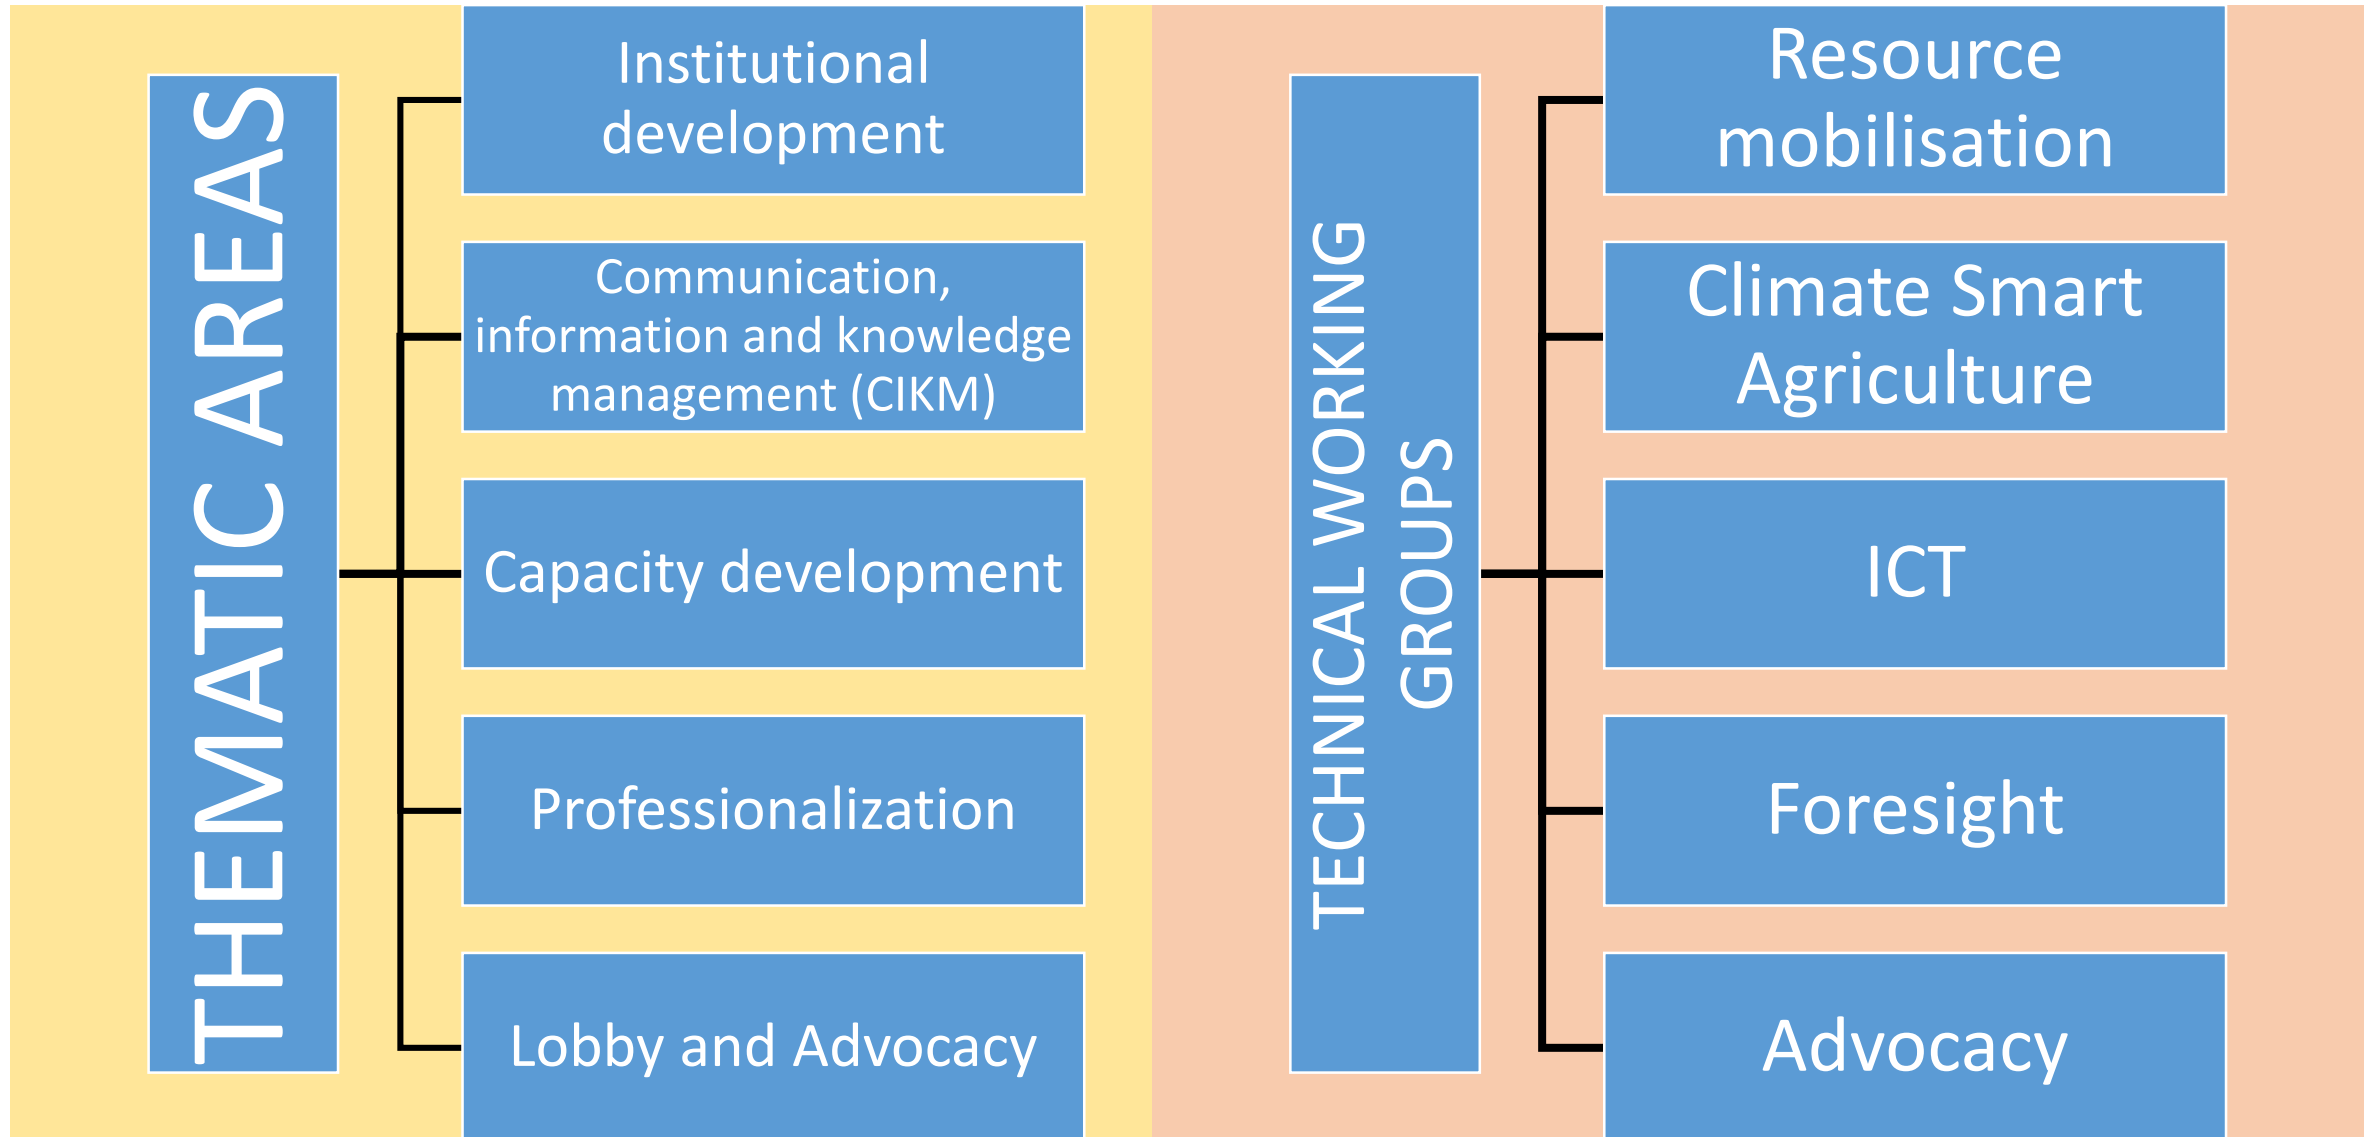 THEMATIC AREAS
Institutional
development
Communication,
information and knowledge
management (CIKM)
Capacity development
Professionalization
Lobby and Advocacy
TECHNICAL WORKING
GROUPS
Resource
mobilisation
Climate Smart
Agriculture
ICT
Foresight
Advocacy